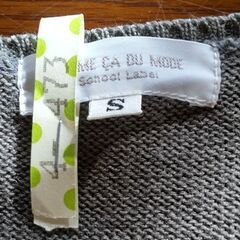 ME ÇA DU MODE
School Label
S
4-473